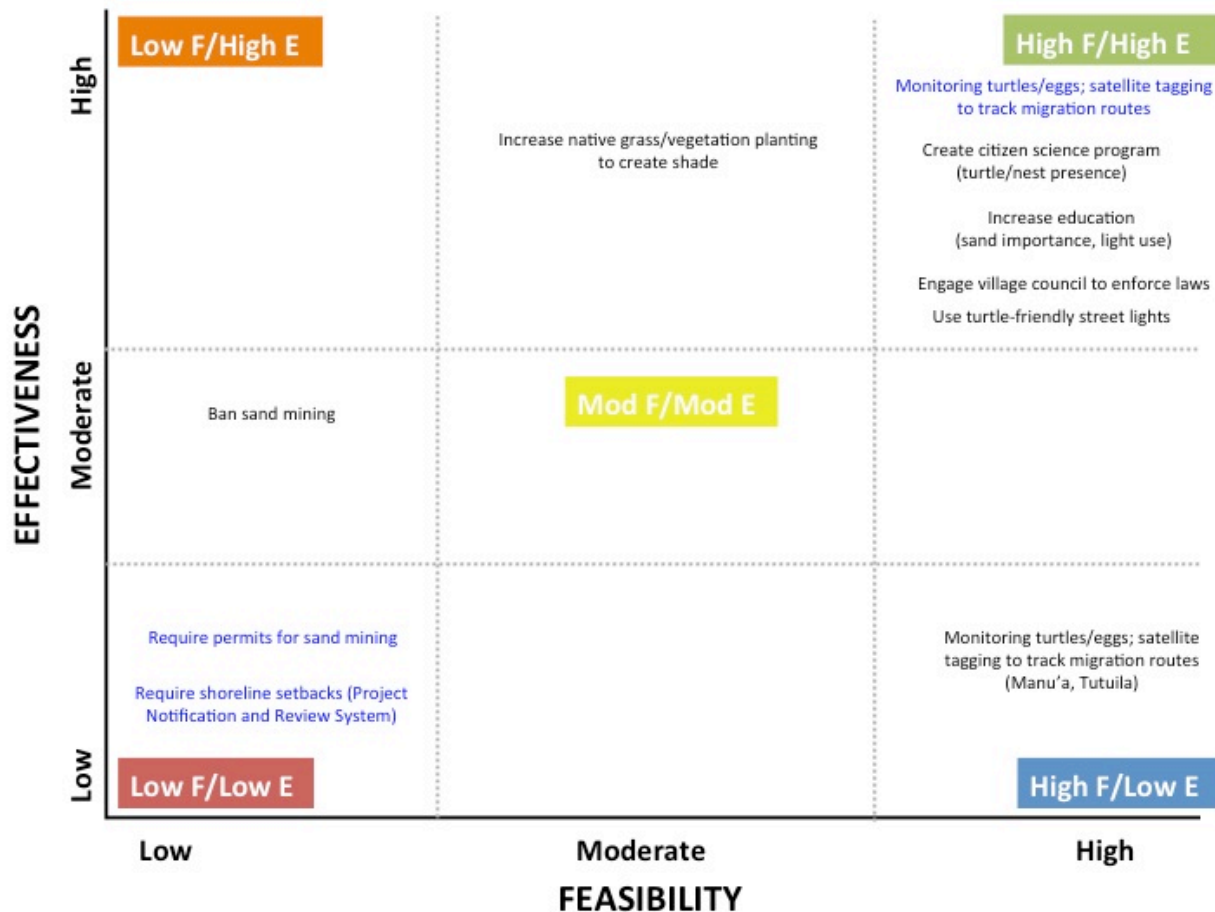 Low F/High E
High F/High E
High
Monitoring turtles/eggs; satellite tagging
to track migration routes
Increase native grass/vegetation planting
to create shade
Create citizen science program
(turtle/nest presence)
Increase education
(sand importance, light use)
Engage village council to enforce laws
Use turtle-friendly street lights
EFFECTIVENESS
Moderate
Ban sand mining
Mod F/Mod E
Require permits for sand mining
Require shoreline setbacks (Project
Notification and Review System)
Monitoring turtles/eggs; satellite
tagging to track migration routes
(Manu’a, Tutuila)
Low
Low F/Low E
High F/Low E
Low
Moderate
High
FEASIBILITY